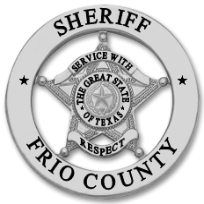 SHERIFF
SERVICE WITH
THE GREAT STATE
OF TEXAS
RESPECT
FRIO COUNTY